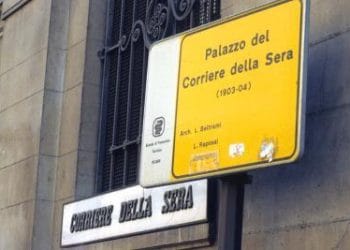 Palazzo del
Corriere della Sera
(1903-04)
Arch. L. Beltrami
L. Repossi
CORRIERE DELLA SERA